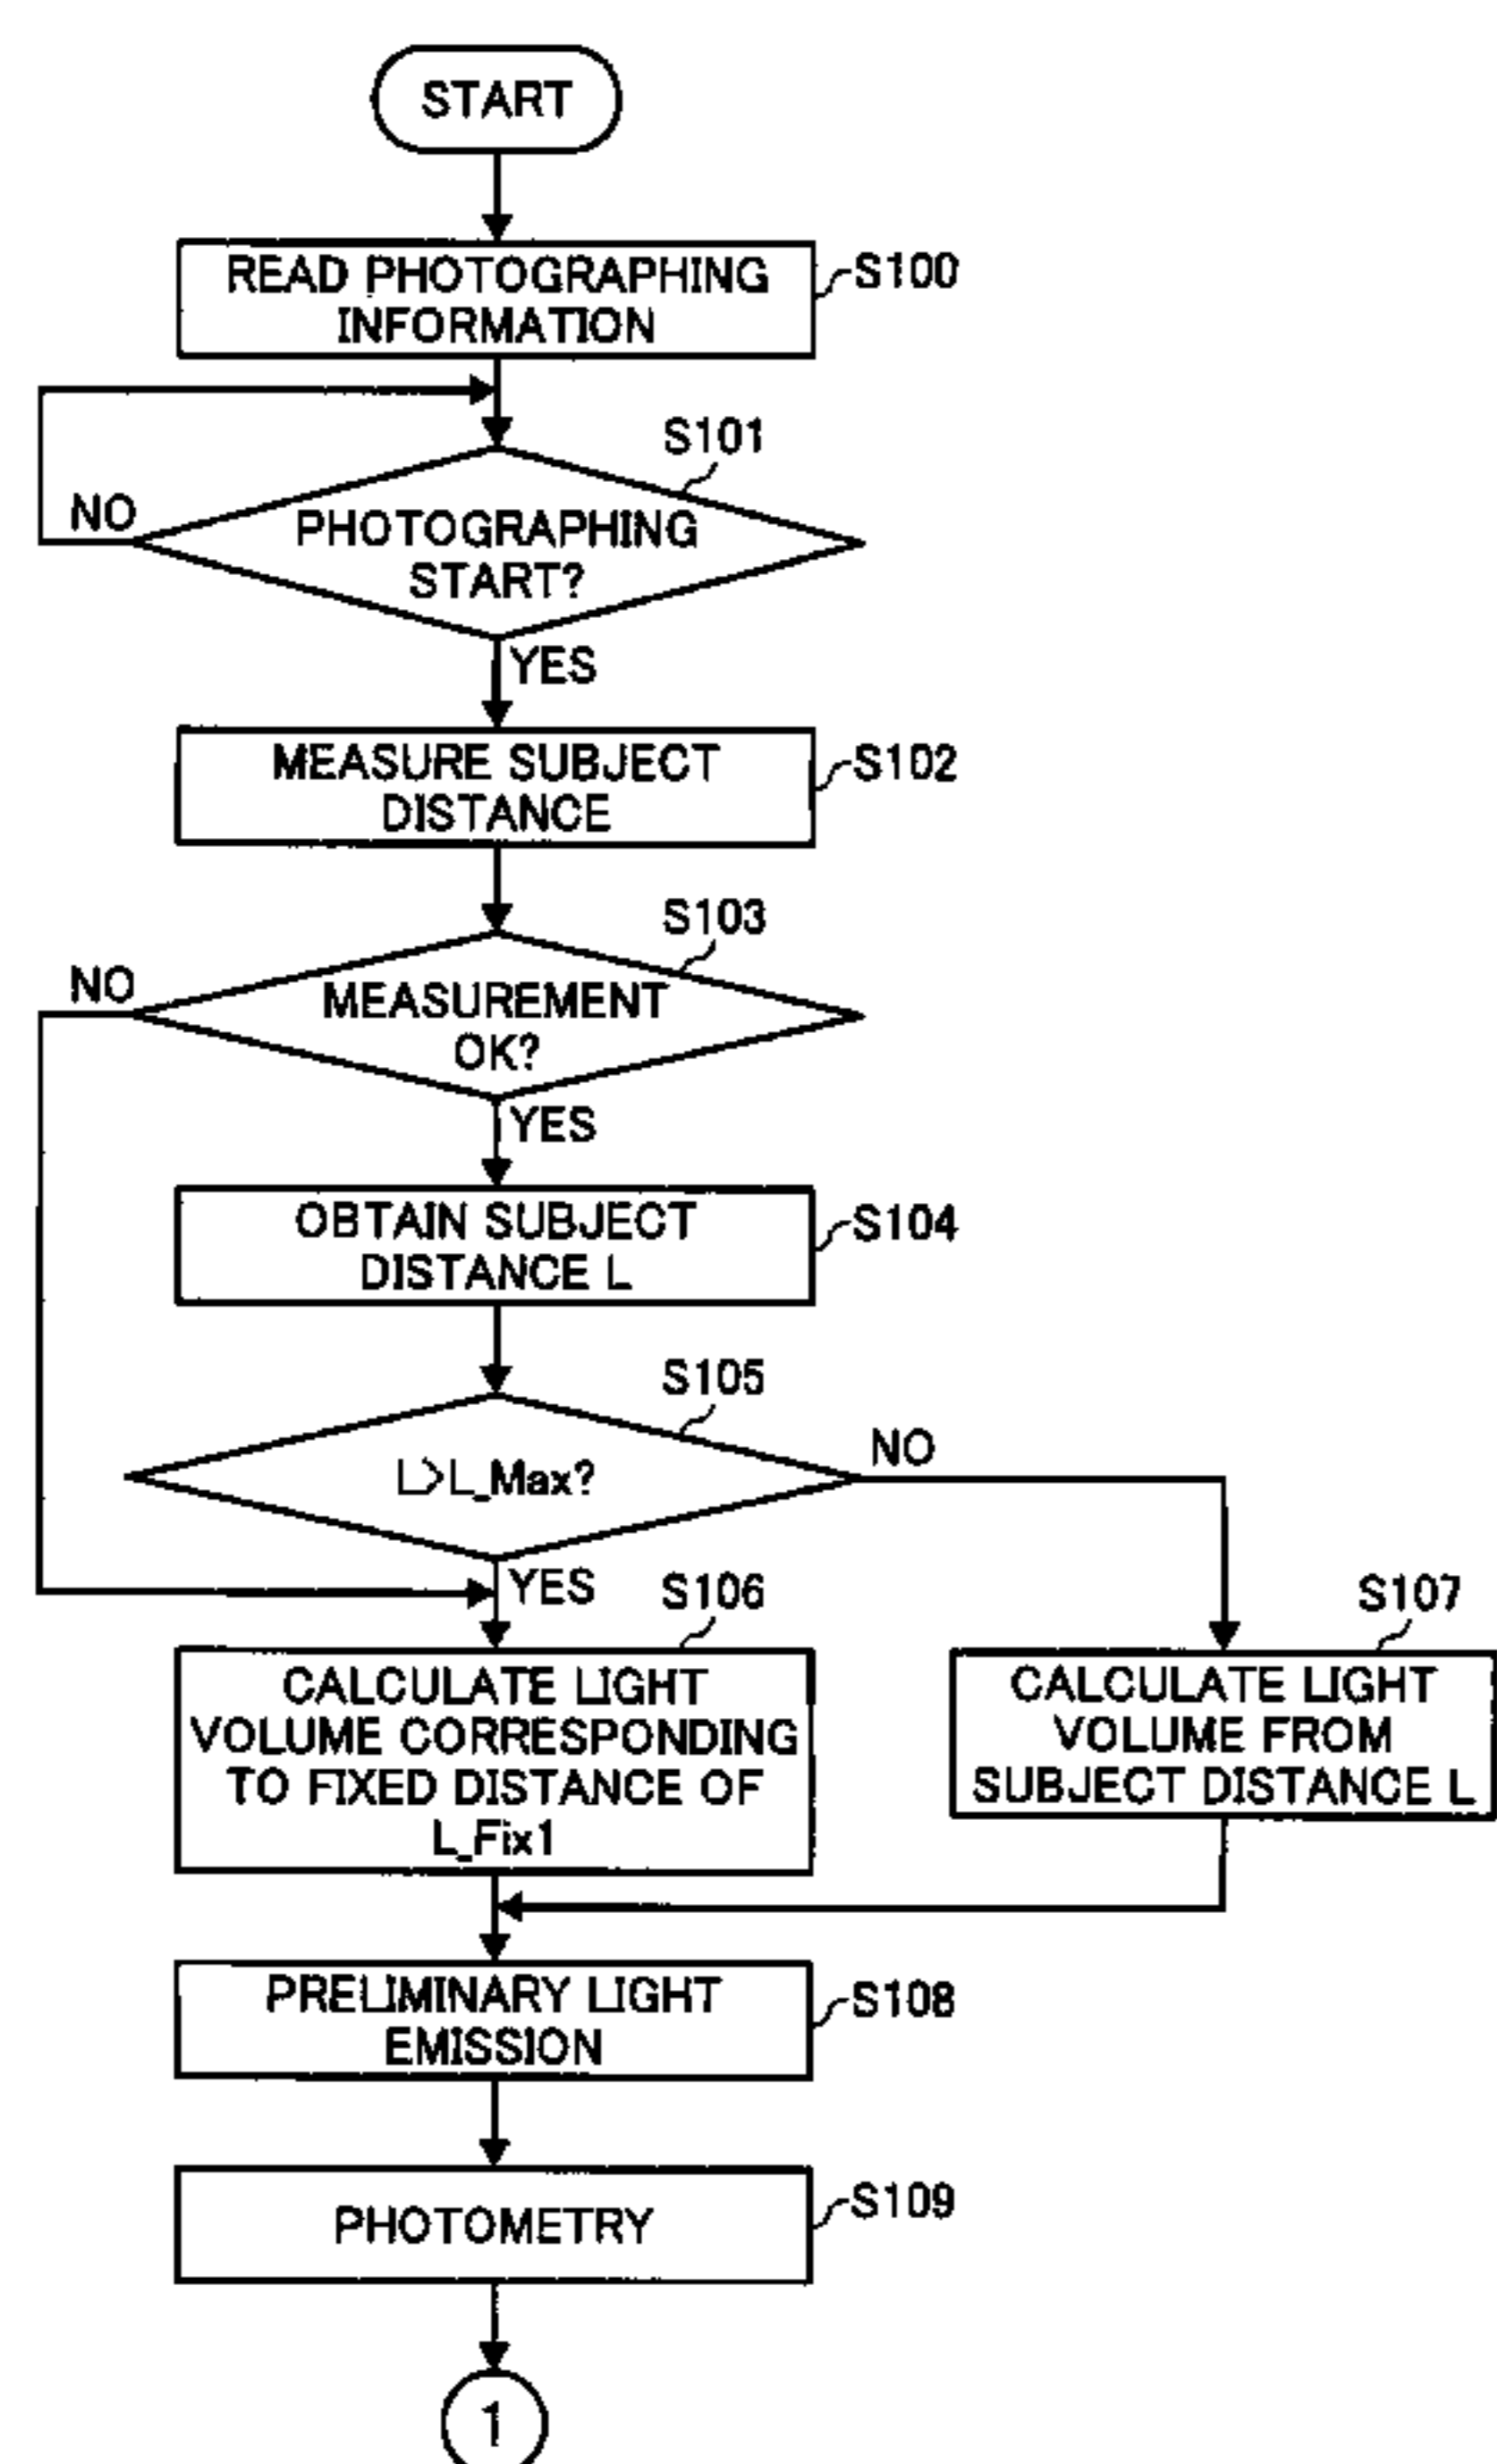 START
READ PHOTOGRAPHING
INFORMATION
S100
S101
NO
PHOTOGRAPHING
START?
YES
MEASURE SUBJECT
DISTANCE
S102
S103
NO
MEASUREMENT
OK?
YES
OBTAIN SUBJECT
DISTANCE L
S104
S105
L>L_Max?
NO
YES
S106
CALCULATE LIGHT
VOLUME CORRESPONDING
TO FIXED DISTANCE OF
L_Fix1
S107
CALCULATE LIGHT
VOLUME FROM
SUBJECT DISTANCE L
PRELIMINARY LIGHT
EMISSION
S108
PHOTOMETRY
S109
1